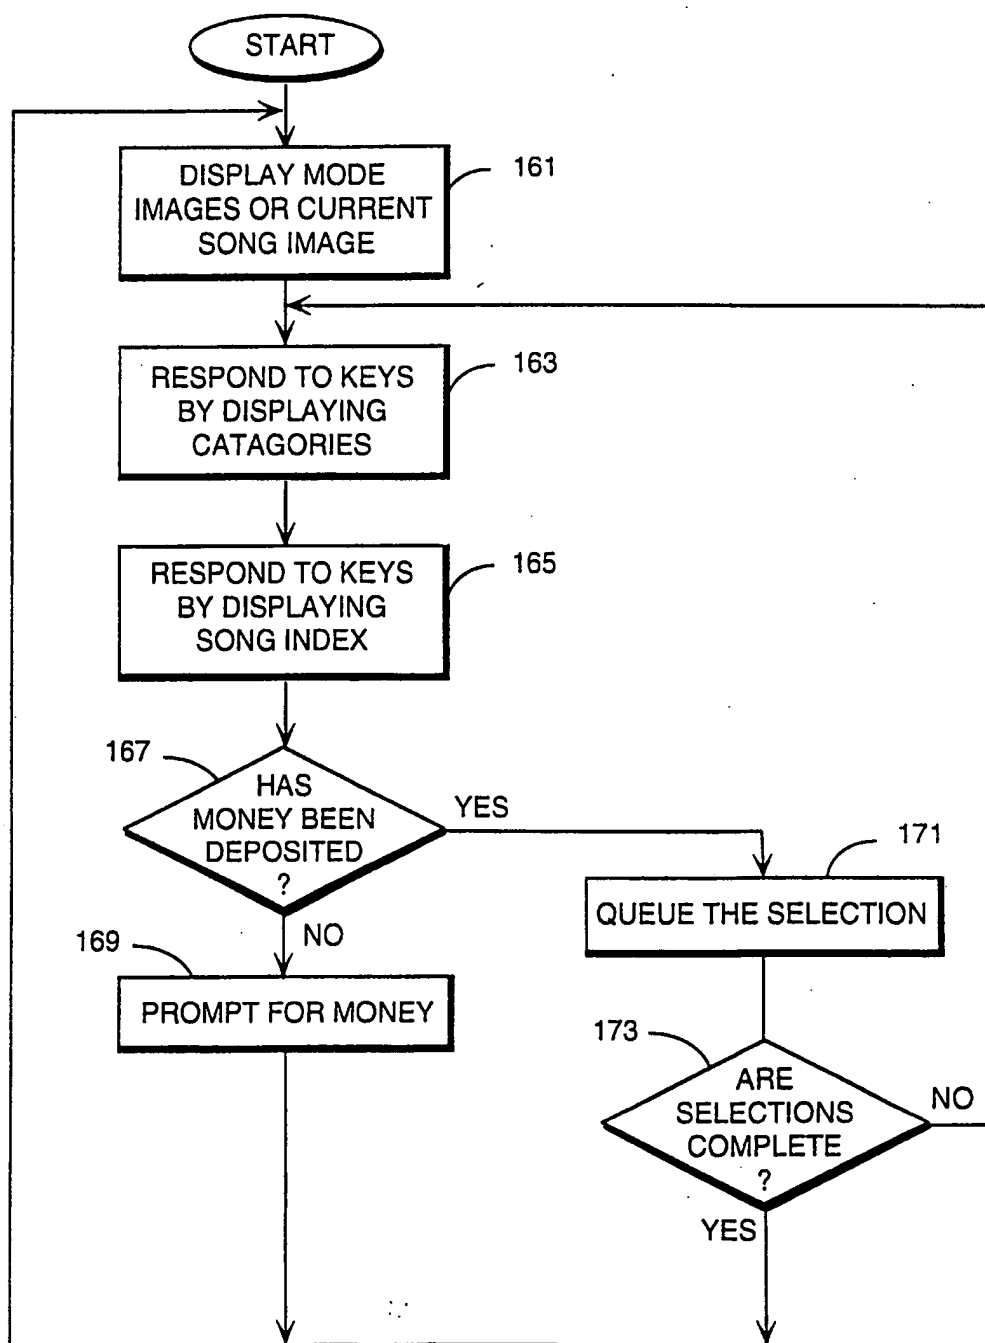 START
DISPLAY MODE
IMAGES OR CURRENT
SONG IMAGE
161
RESPOND TO KEYS
BY DISPLAYING
CATAGORIES
163
RESPOND TO KEYS
BY DISPLAYING
SONG INDEX
165
167
HAS
MONEY BEEN
DEPOSITED
?
YES
NO
171
QUEUE THE SELECTION
169
PROMPT FOR MONEY
173
ARE
SELECTIONS
COMPLETE
?
NO
YES